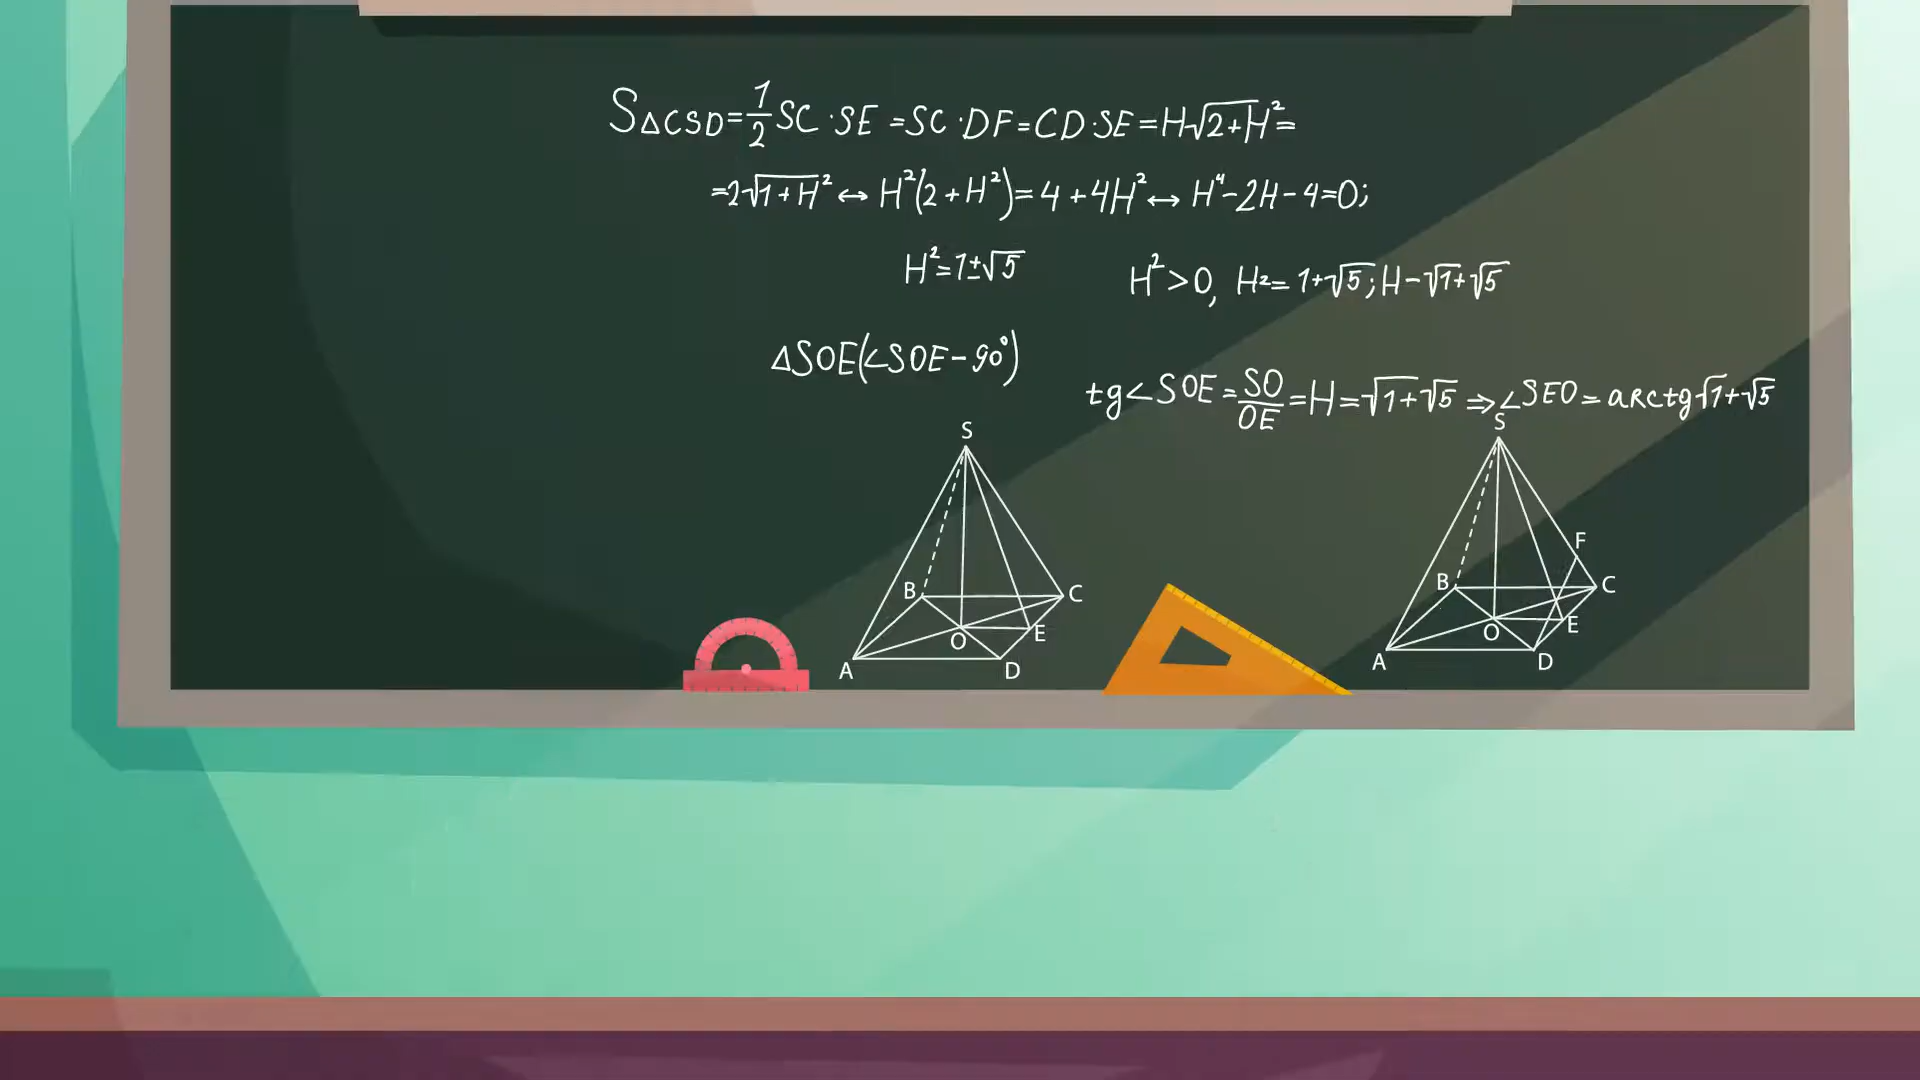 S△CSD=1/2 SC·SE=SC·DF=CD·SE=H√2+H²=
=2√1+H²↔H²(2+H²)=4+4H²↔H⁴-2H-4=0;
H²=1±√5
H²>0, H2=1+√5;H-√1+√5
△SOE(∠SOE-90°)
tg∠SOE=SO/OE=H=√1+√5⇒∠SEO=arctg√1+√5
S
B
C
O
E
A
D
S
F
B
C
O
E
A
D